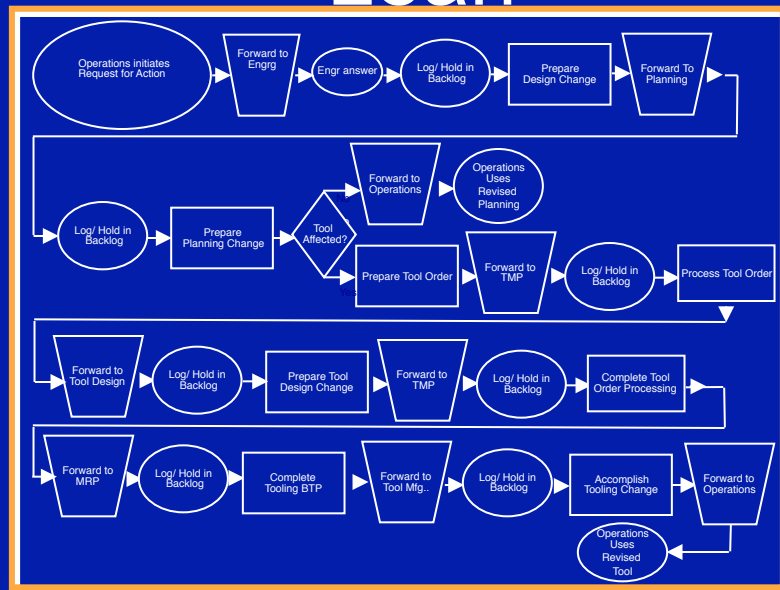 Operations initiates
Request for Action
Forward to
Engrg
Engr answer
Log/ Hold in
Backlog
Prepare
Design Change
Forward To
Planning
Log/ Hold in
Backlog
Prepare
Planning Change
Tool
Affected?
Forward to
Operations
Operations
Uses
Revised
Planning
Yes
Prepare Tool Order
Forward to
TMP
Log/ Hold in
Backlog
Process Tool Order
Forward to
Tool Design
Log/ Hold in
Backlog
Prepare Tool
Design Change
Forward to
TMP
Log/ Hold in
Backlog
Complete Tool
Order Processing
Forward to
MRP
Log/ Hold in
Backlog
Complete
Tooling BTP
Forward to
Tool Mfg..
Log/ Hold in
Backlog
Accomplish
Tooling Change
Forward to
Operations
Operations
Uses
Revised
Tool